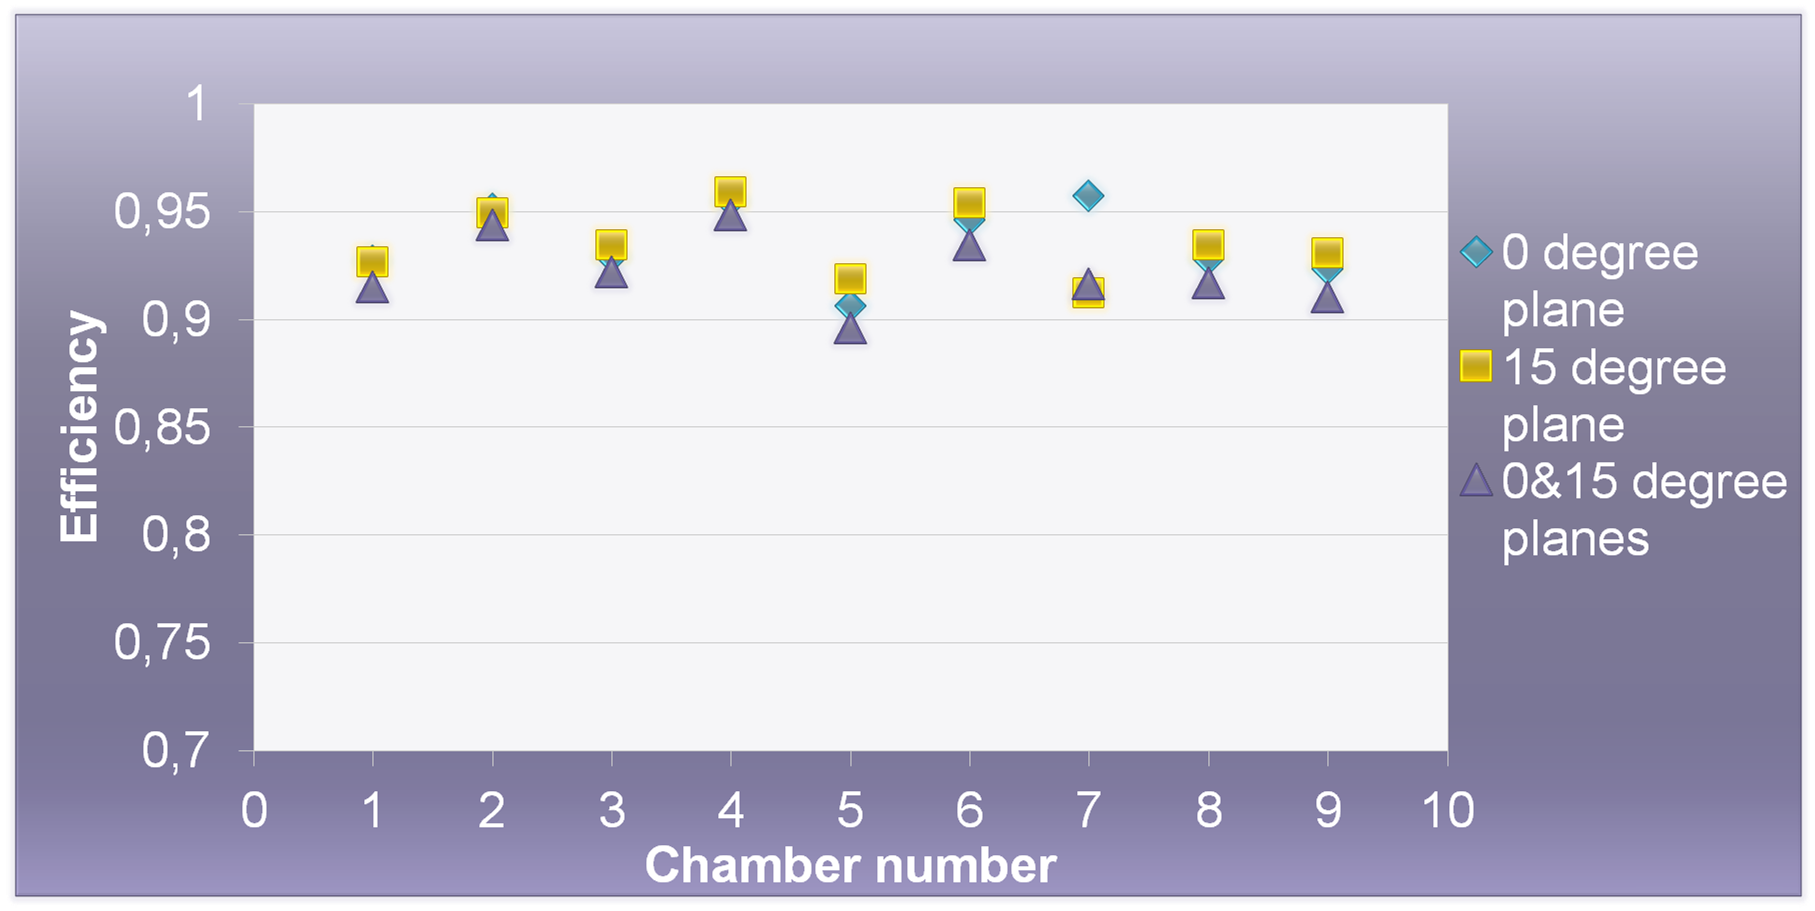 1
0,95
0,9
0,85
0,8
0,75
0,7
Efficiency
0 1 2 3 4 5 6 7 8 9 10
Chamber number
0 degree
plane
15 degree
plane
0&15 degree
planes